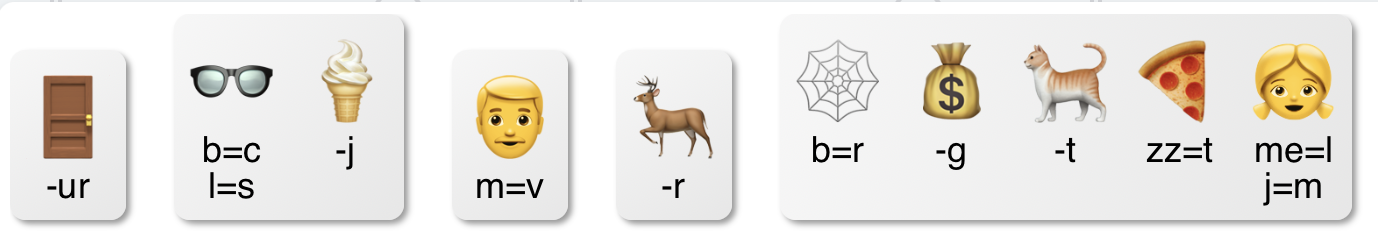 $
b=c -j b=r -g -t zz=t me=l
-ur l=s m=v -r j=m